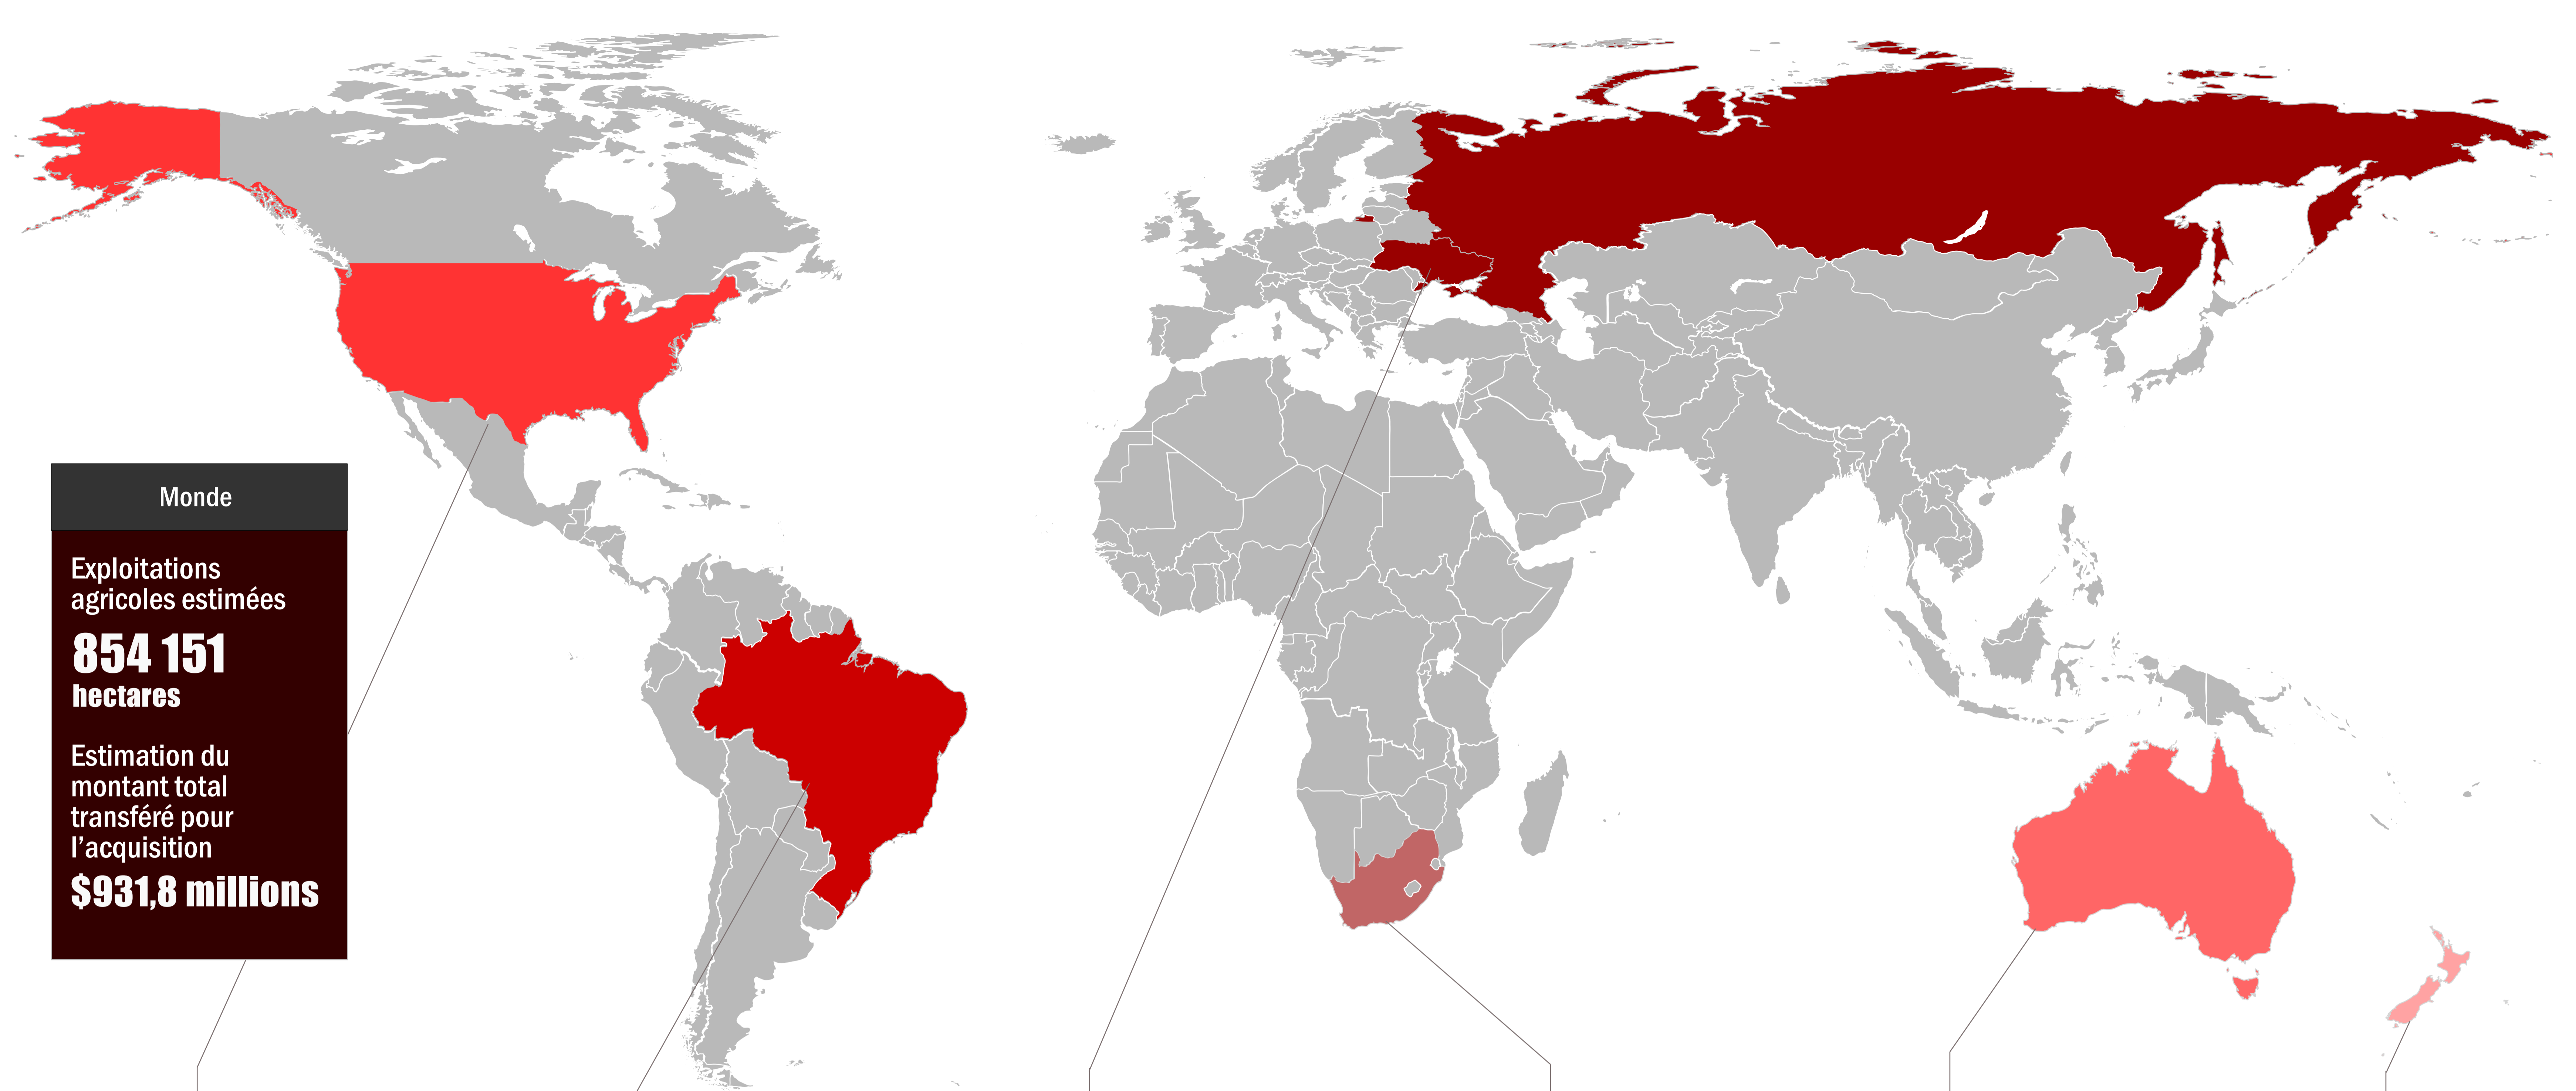 Monde
Exploitations
agricoles estimées
854 151
hectares
Estimation du
montant total
transféré pour
l'acquisition
$931,8 millions